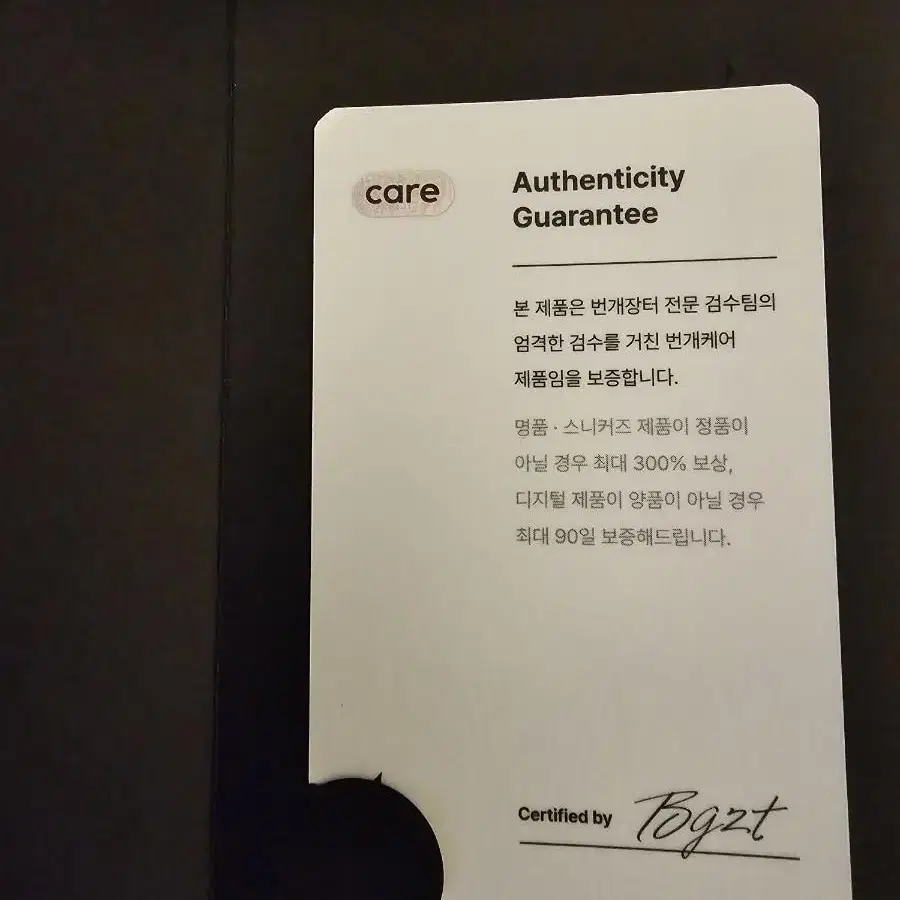 care
Authenticity
Guarantee
본 제품은 번개장터 전문 검수팀의
엄격한 검수를 거친 번개케어
제품임을 보증합니다.
명품 · 스니커즈 제품이 정품이
아닐 경우 최대 300% 보상,
디지털 제품이 양품이 아닐 경우
최대 90일 보증해드립니다.
Certified by Bgzt